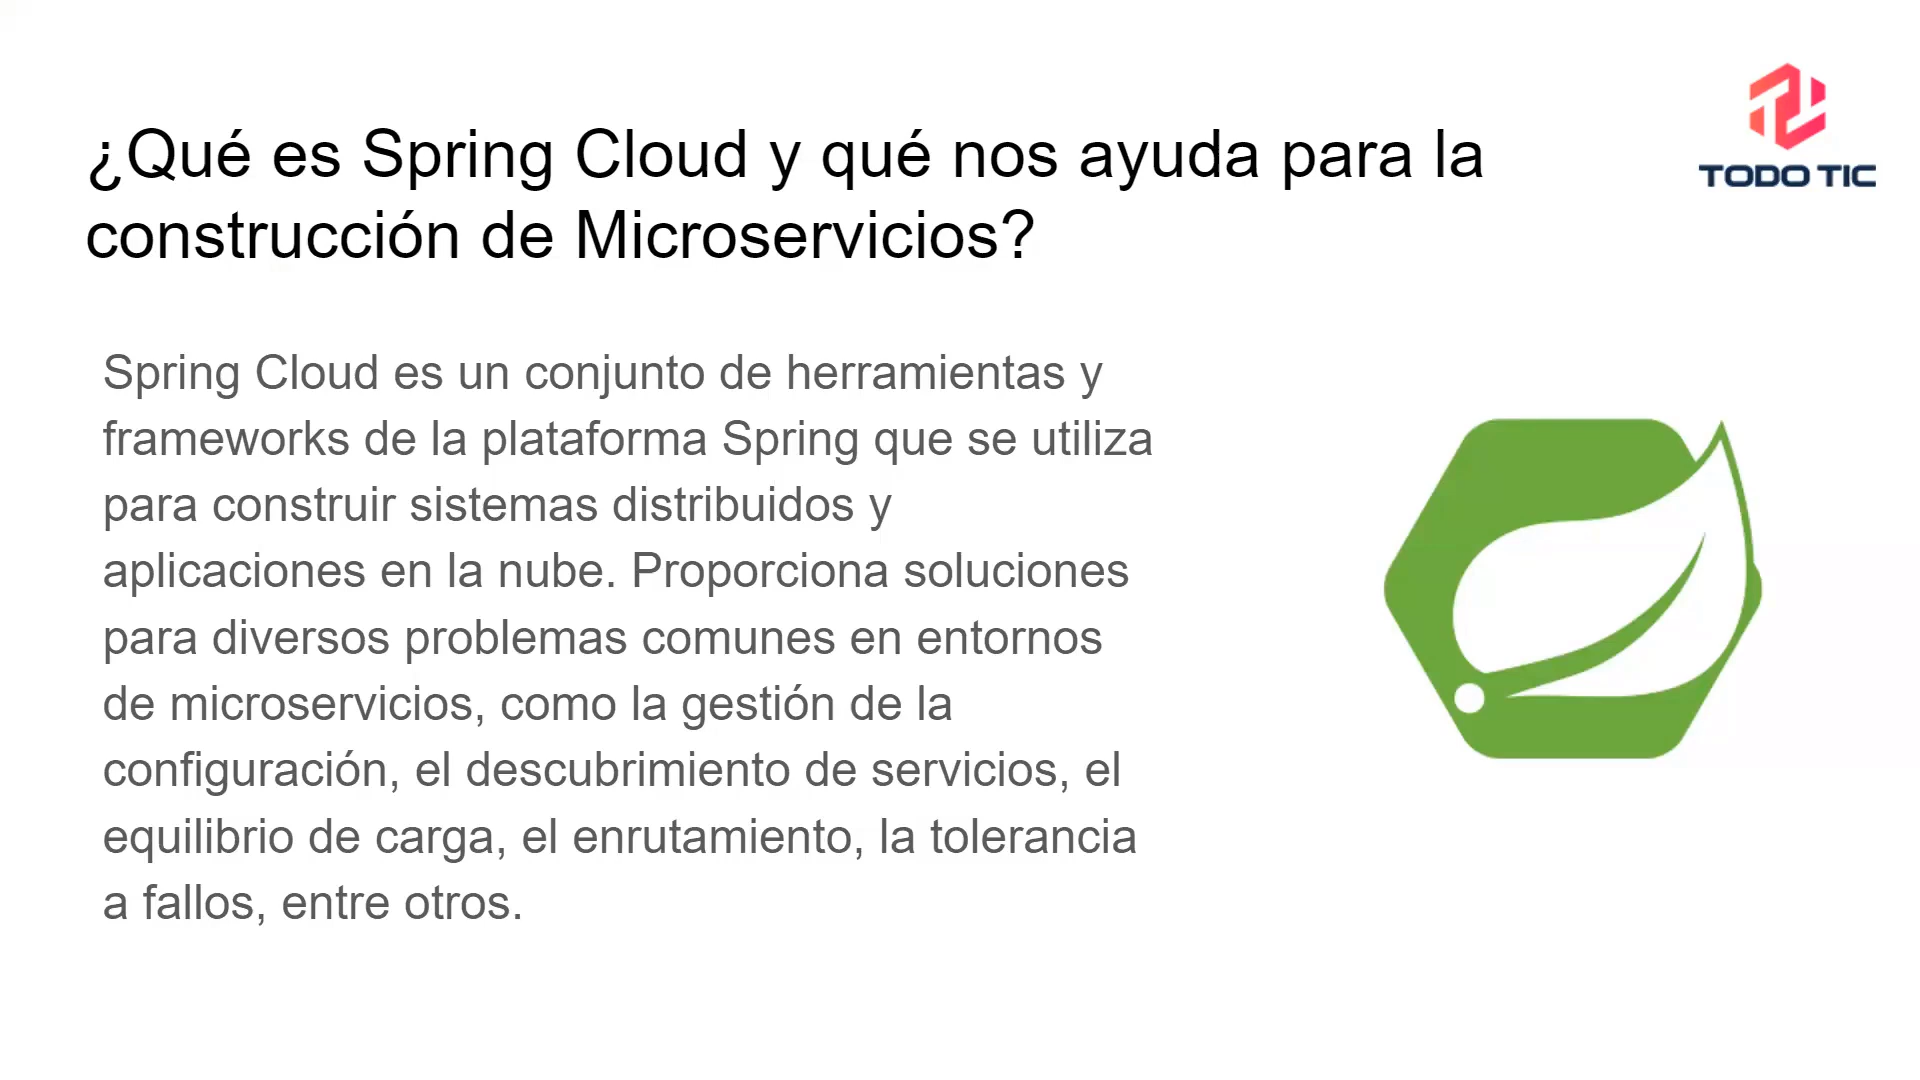 ¿Qué es Spring Cloud y qué nos ayuda para la
construcción de Microservicios?
TODO TIC
Spring Cloud es un conjunto de herramientas y
frameworks de la plataforma Spring que se utiliza
para construir sistemas distribuidos y
aplicaciones en la nube. Proporciona soluciones
para diversos problemas comunes en entornos
de microservicios, como la gestión de la
configuración, el descubrimiento de servicios, el
equilibrio de carga, el enrutamiento, la tolerancia
a fallos, entre otros.